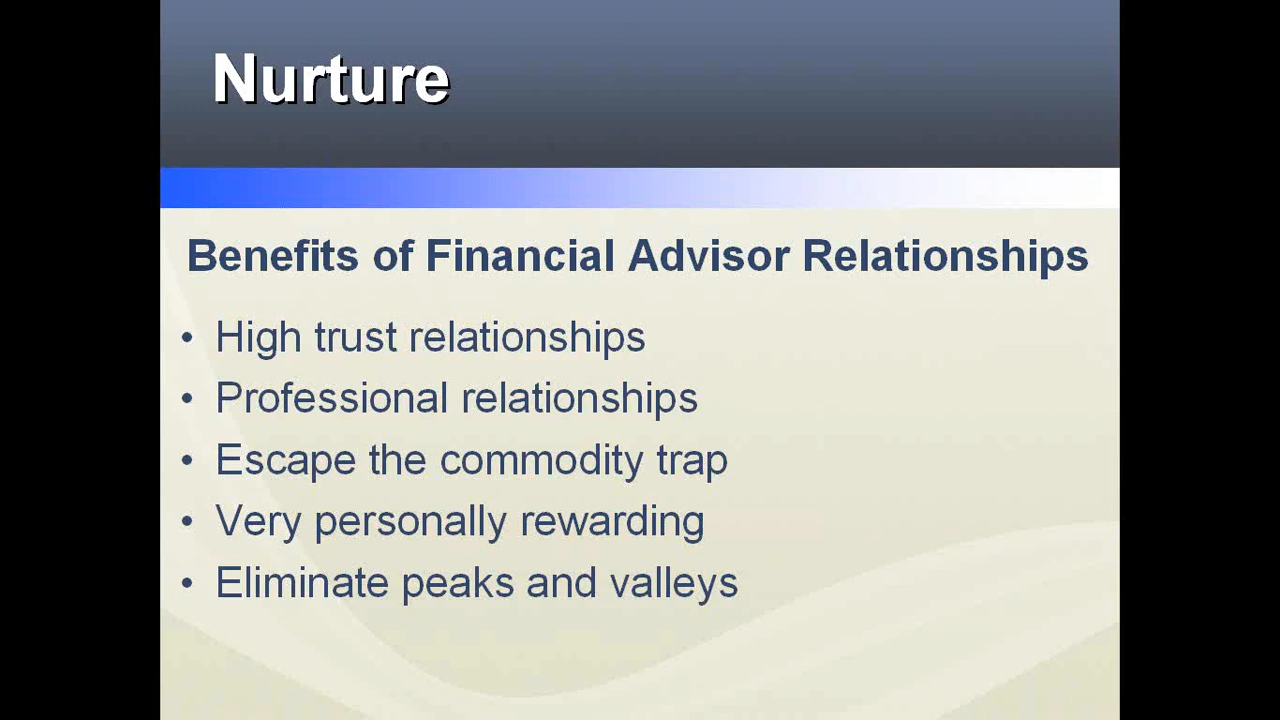 Nurture
Benefits of Financial Advisor Relationships
• High trust relationships
• Professional relationships
• Escape the commodity trap
• Very personally rewarding
• Eliminate peaks and valleys